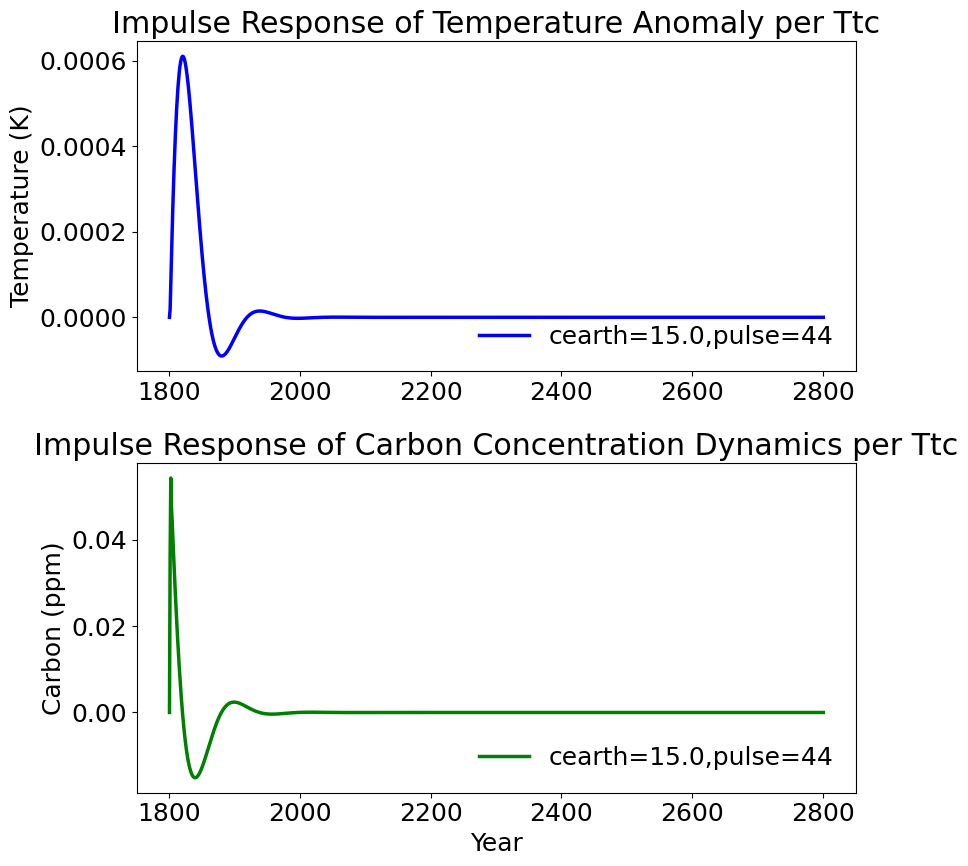 Impulse Response of Temperature Anomaly per Ttc
Temperature (K)
0.0006
0.0004
0.0002
0.0000
cearth=15.0,pulse=44
1800 2000 2200 2400 2600 2800
Impulse Response of Carbon Concentration Dynamics per Ttc
Carbon (ppm)
0.04
0.02
0.00
cearth=15.0,pulse=44
1800 2000 2200 2400 2600 2800
Year